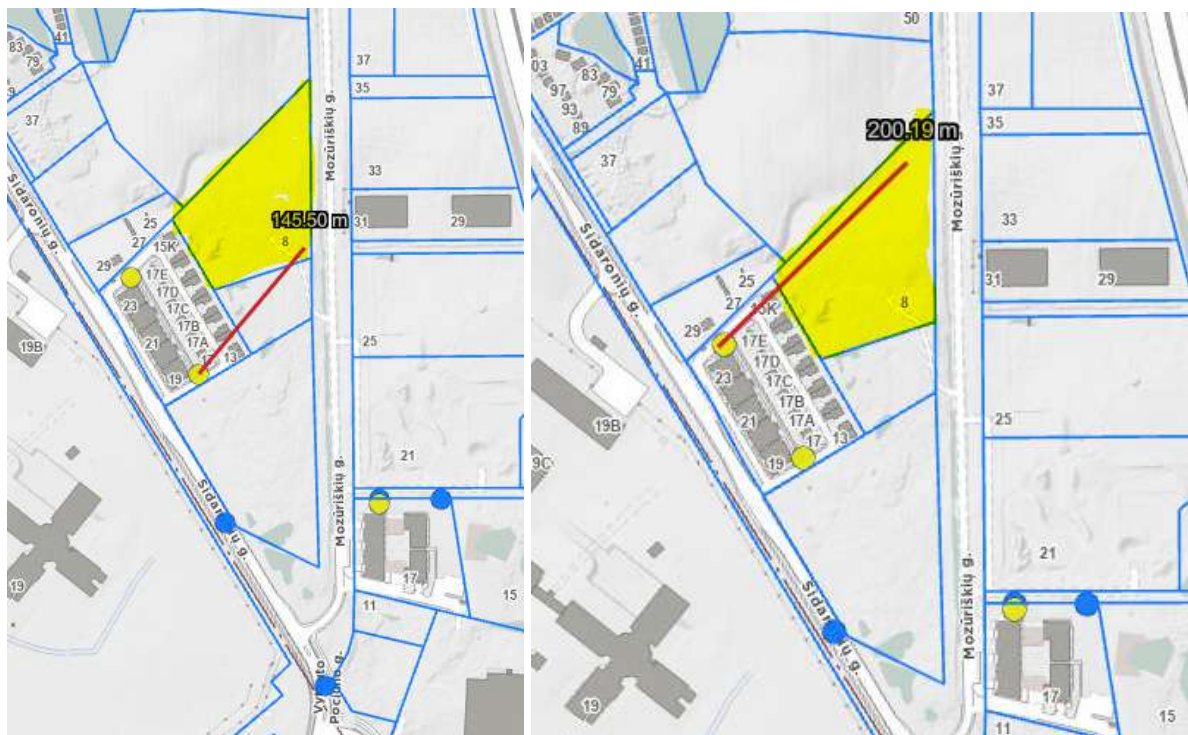 41
83
79
37
37
35
33
Mozūriškių g.
Sidaronių g.
145.50 m
8
31
29
25
27
15K
29
17E
17D
23
17C
17B
21
17A
17
13
19
19B
25
21
Mozūriškių g.
Sidaronių g.
19
17
15
11
Vytauto
Pociūno g.
50
41
03
83
97
79
93
89
37
37
35
200.19 m
Mozūriškių g.
33
Sidaronių g.
31
29
25
27
15K
8
29
17E
17D
23
17C
17B
21
17A
17
13
19
19B
9C
25
21
Mozūriškių g.
Sidaronių g.
19
17
15
11